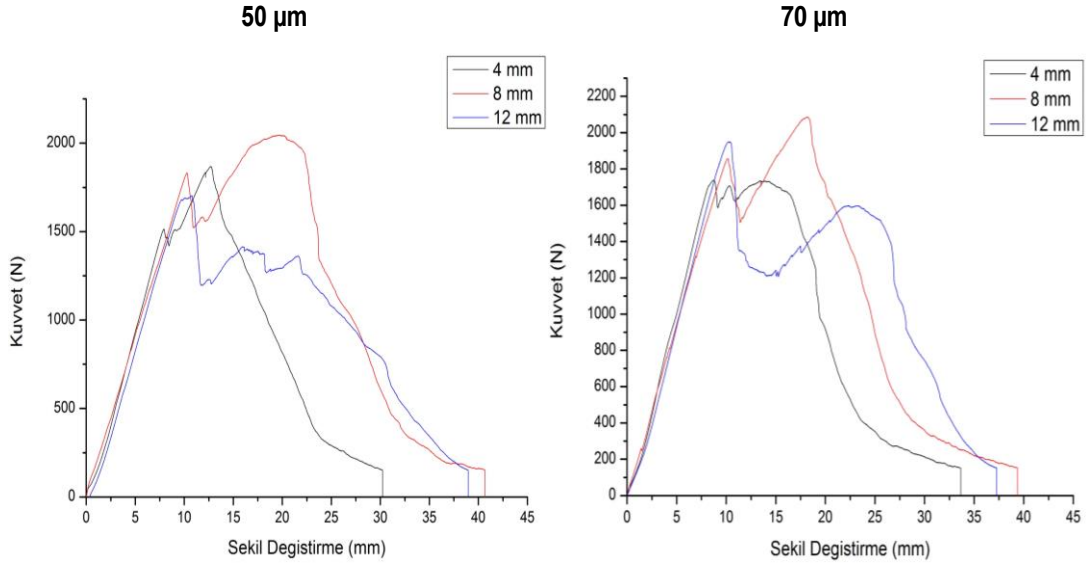 50 µm
4 mm
8 mm
12 mm
2000
1500
1000
500
0
0 5 10 15 20 25 30 35 40 45
Kuvvet (N)
Sekil Degistirme (mm)
70 µm
4 mm
8 mm
12 mm
2200
2000
1800
1600
1400
1200
1000
800
600
400
200
0
0 5 10 15 20 25 30 35 40 45
Kuvvet (N)
Sekil Degistirme (mm)